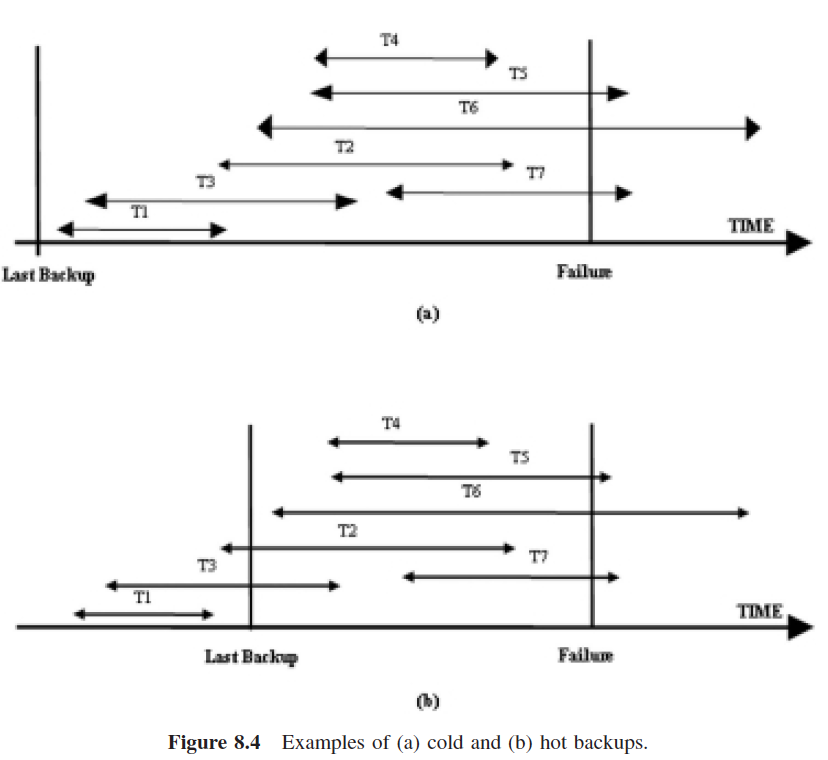 T4
T5
T6
T2
T7
T3
T1
TIME
Last Backup
Failure
(a)
T4
T5
T6
T2
T7
T3
T1
TIME
Last Backup
Failure
(b)
Figure 8.4 Examples of (a) cold and (b) hot backups.